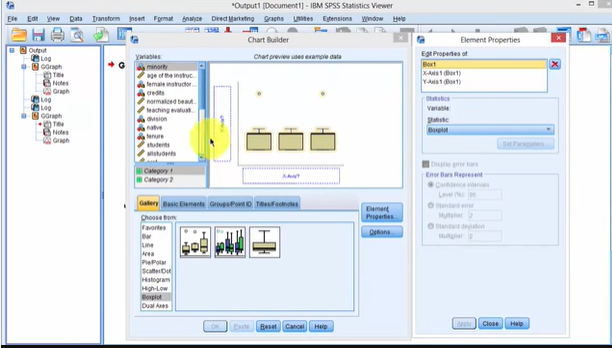 *Output1 [Document1] - IBM SPSS Statistics Viewer
File Edit View Data Transform Insert Format Analyze Direct Marketing Graphs Utilities Extensions Window Help
Output
Log
GGraph
Title
Notes
Graph
Log
Log
GGraph
Title
Notes
Graph
G
Chart Builder
Variables:
Chart preview uses example data
minority
age of the instruc...
female instructor...
credits
normalized beaut...
teaching evaluati...
division
native
tenure
students
allstudents
Category 1
Category 2
Y-Axis?
X-Axis?
Gallery Basic Elements Groups/Point ID Titles/Footnotes
Choose from:
Favorites
Bar
Line
Area
Pie/Polar
Scatter/Dot
Histogram
High-Low
Boxplot
Dual Axes
Element Properties...
Options...
OK Paste Reset Cancel Help
Element Properties
Edit Properties of:
Box1
X-Axis1 (Box1)
Y-Axis1 (Box1)
Statistics
Variable:
Statistic:
Boxplot
Set Parameters...
Display error bars
Error Bars Represent
Confidence intervals
Level (%): 95
Standard error
Multiplier: 2
Standard deviation
Multiplier: 2
Apply Close Help